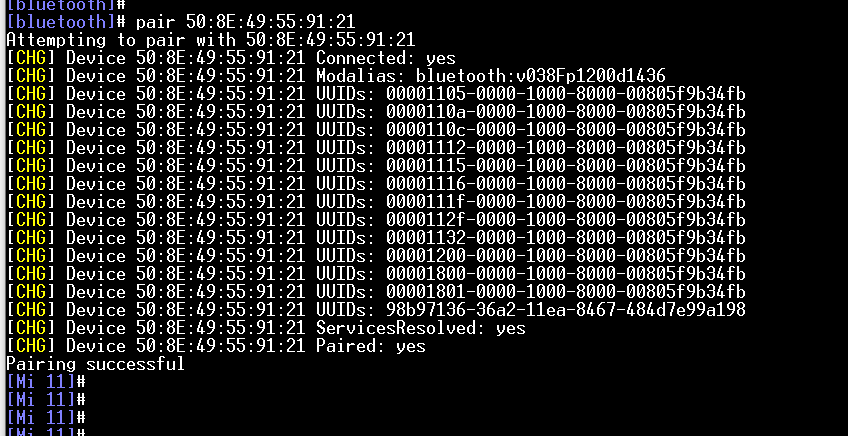 [bluetooth]#
[bluetooth]# pair 50:8E:49:55:91:21
Attempting to pair with 50:8E:49:55:91:21
[CHG] Device 50:8E:49:55:91:21 Connected: yes
[CHG] Device 50:8E:49:55:91:21 Modalias: bluetooth:v038Fp1200d1436
[CHG] Device 50:8E:49:55:91:21 UUIDs: 00001105-0000-1000-8000-00805f9b34fb
[CHG] Device 50:8E:49:55:91:21 UUIDs: 0000110a-0000-1000-8000-00805f9b34fb
[CHG] Device 50:8E:49:55:91:21 UUIDs: 0000110c-0000-1000-8000-00805f9b34fb
[CHG] Device 50:8E:49:55:91:21 UUIDs: 00001112-0000-1000-8000-00805f9b34fb
[CHG] Device 50:8E:49:55:91:21 UUIDs: 00001115-0000-1000-8000-00805f9b34fb
[CHG] Device 50:8E:49:55:91:21 UUIDs: 00001116-0000-1000-8000-00805f9b34fb
[CHG] Device 50:8E:49:55:91:21 UUIDs: 0000111f-0000-1000-8000-00805f9b34fb
[CHG] Device 50:8E:49:55:91:21 UUIDs: 0000112f-0000-1000-8000-00805f9b34fb
[CHG] Device 50:8E:49:55:91:21 UUIDs: 00001132-0000-1000-8000-00805f9b34fb
[CHG] Device 50:8E:49:55:91:21 UUIDs: 00001200-0000-1000-8000-00805f9b34fb
[CHG] Device 50:8E:49:55:91:21 UUIDs: 00001800-0000-1000-8000-00805f9b34fb
[CHG] Device 50:8E:49:55:91:21 UUIDs: 00001801-0000-1000-8000-00805f9b34fb
[CHG] Device 50:8E:49:55:91:21 UUIDs: 98b97136-36a2-11ea-8467-484d7e99a198
[CHG] Device 50:8E:49:55:91:21 ServicesResolved: yes
[CHG] Device 50:8E:49:55:91:21 Paired: yes
Pairing successful
[Mi 11]#
[Mi 11]#
[Mi 11]#
[Mi 11]#